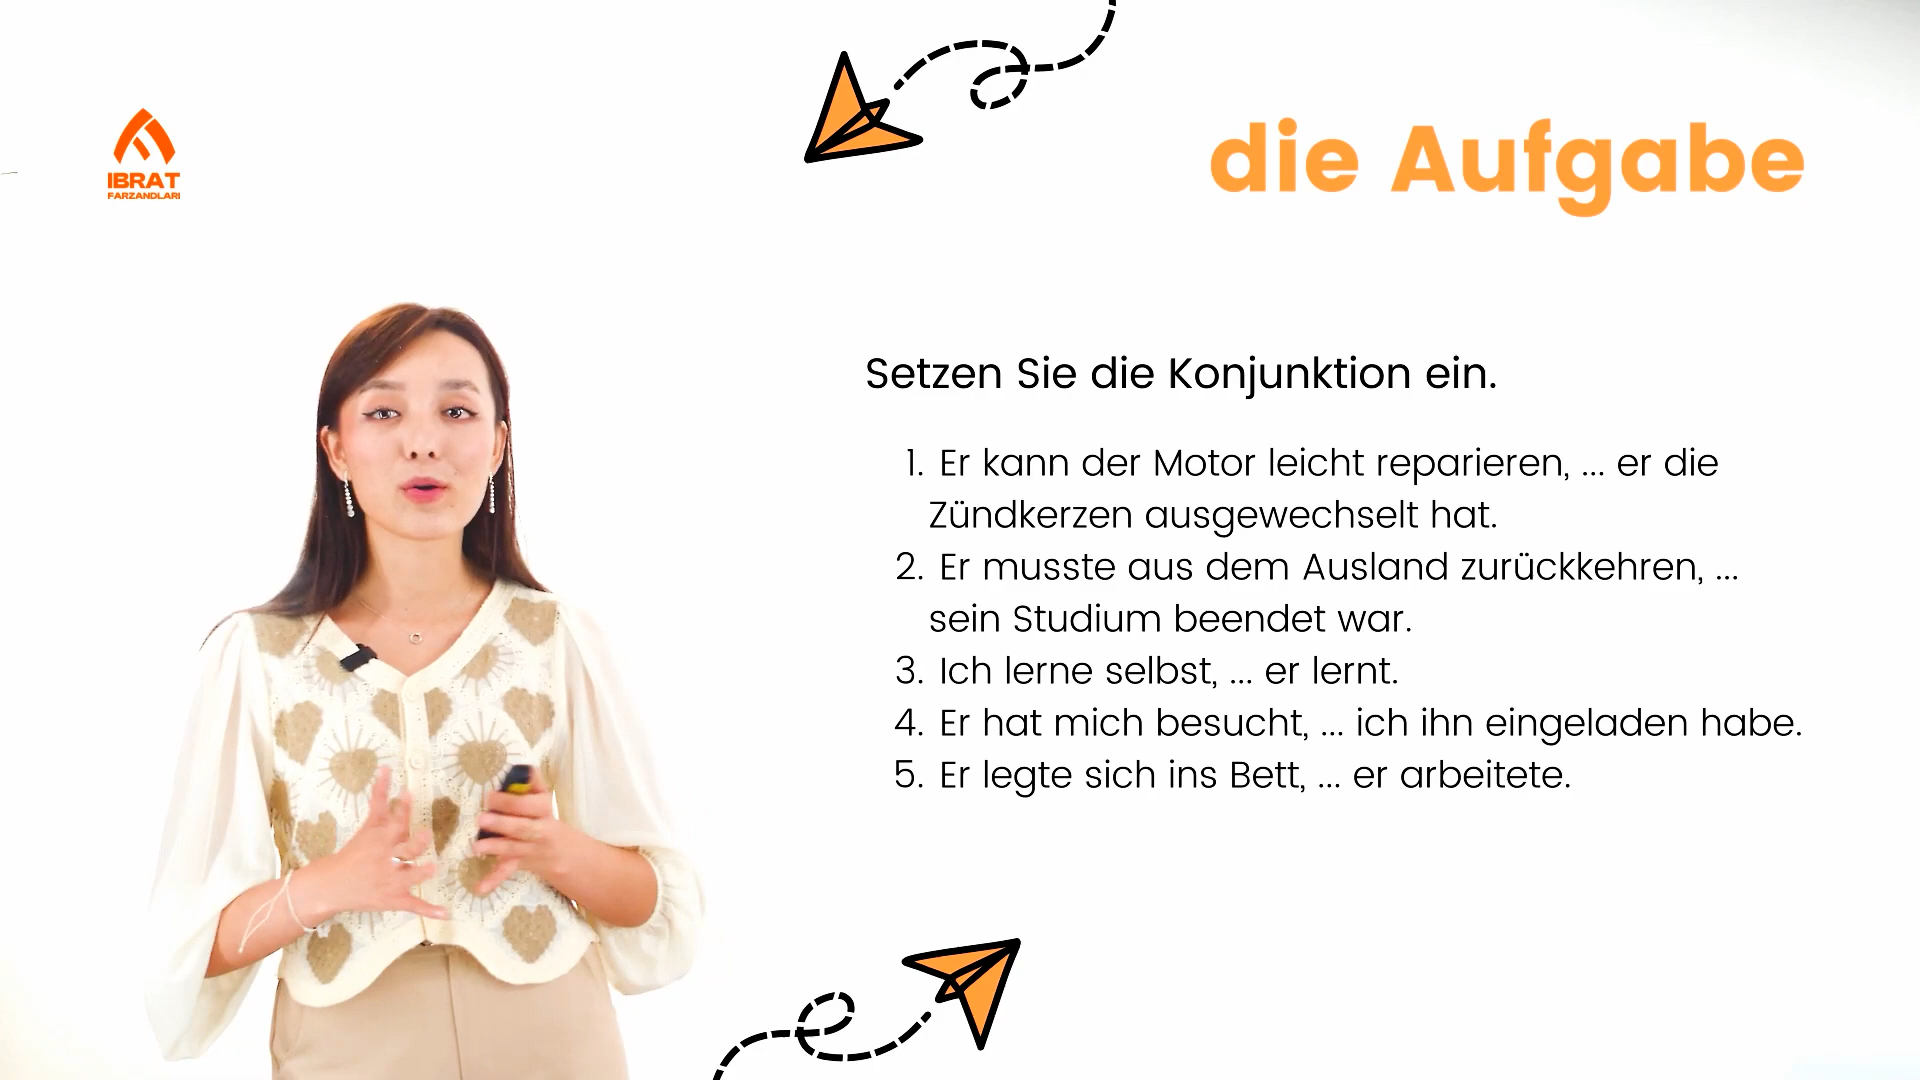 IBRAT
FARZANDLARI
die Aufgabe
Setzen Sie die Konjunktion ein.
1. Er kann der Motor leicht reparieren, ... er die
Zündkerzen ausgewechselt hat.
2. Er musste aus dem Ausland zurückkehren, ...
sein Studium beendet war.
3. Ich lerne selbst, ... er lernt.
4. Er hat mich besucht, ... ich ihn eingeladen habe.
5. Er legte sich ins Bett, ... er arbeitete.